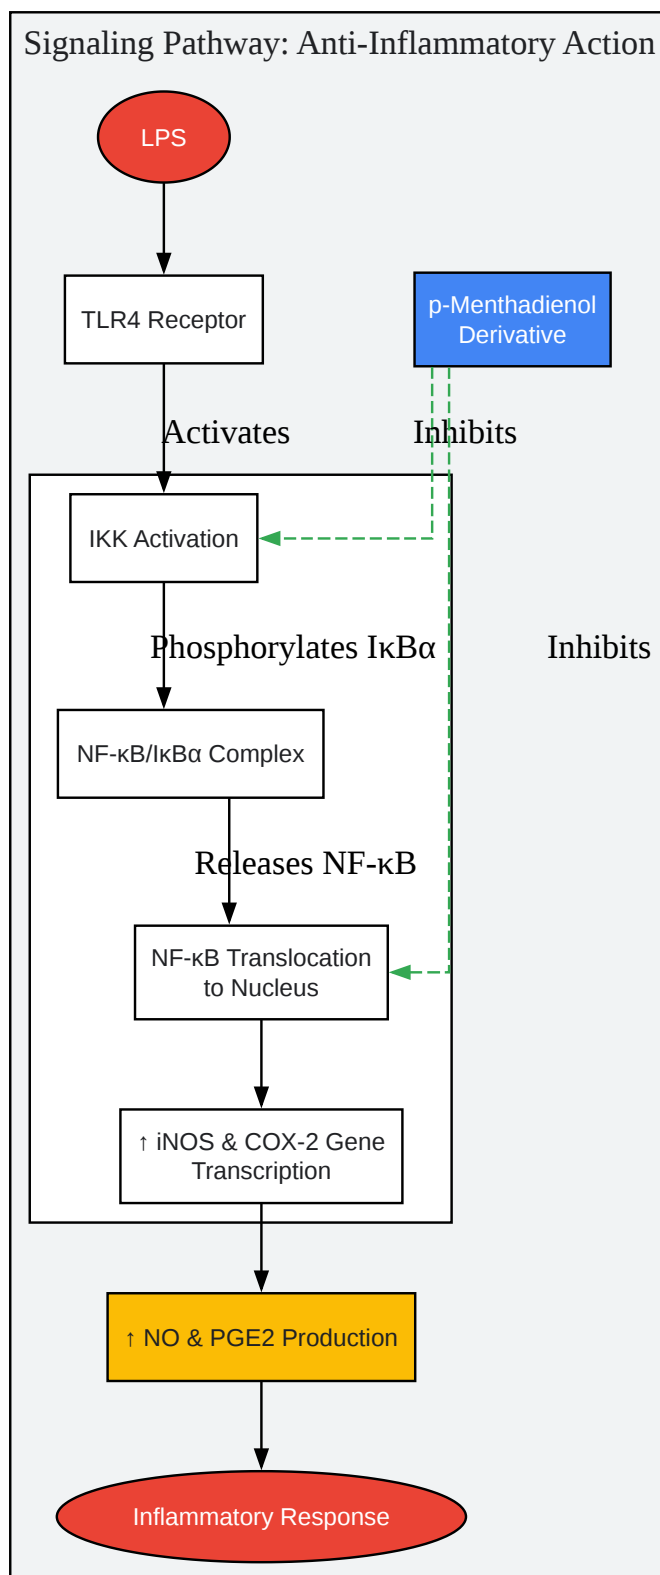 Signaling Pathway: Anti-Inflammatory Action
LPS
TLR4 Receptor
p-Menthadienol
Derivative
Activates
Inhibits
IKK Activation
Phosphorylates IκBα
Inhibits
NF-κB/IκBα Complex
Releases NF-κB
NF-κB Translocation
to Nucleus
↑ iNOS & COX-2 Gene
Transcription
↑ NO & PGE2 Production
Inflammatory Response